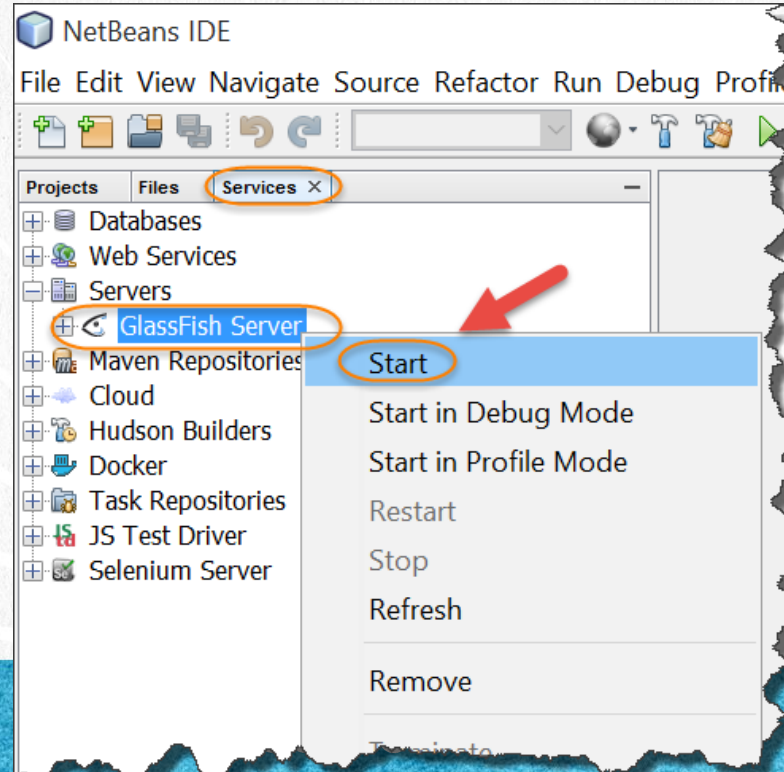 NetBeans IDE
File Edit View Navigate Source Refactor Run Debug
Projects Files Services ×
Databases
Web Services
Servers
GlassFish Server
Maven Repositories
Cloud
Hudson Builders
Docker
Task Repositories
JS Test Driver
Selenium Server
Start
Start in Debug Mode
Start in Profile Mode
Restart
Stop
Refresh
Remove